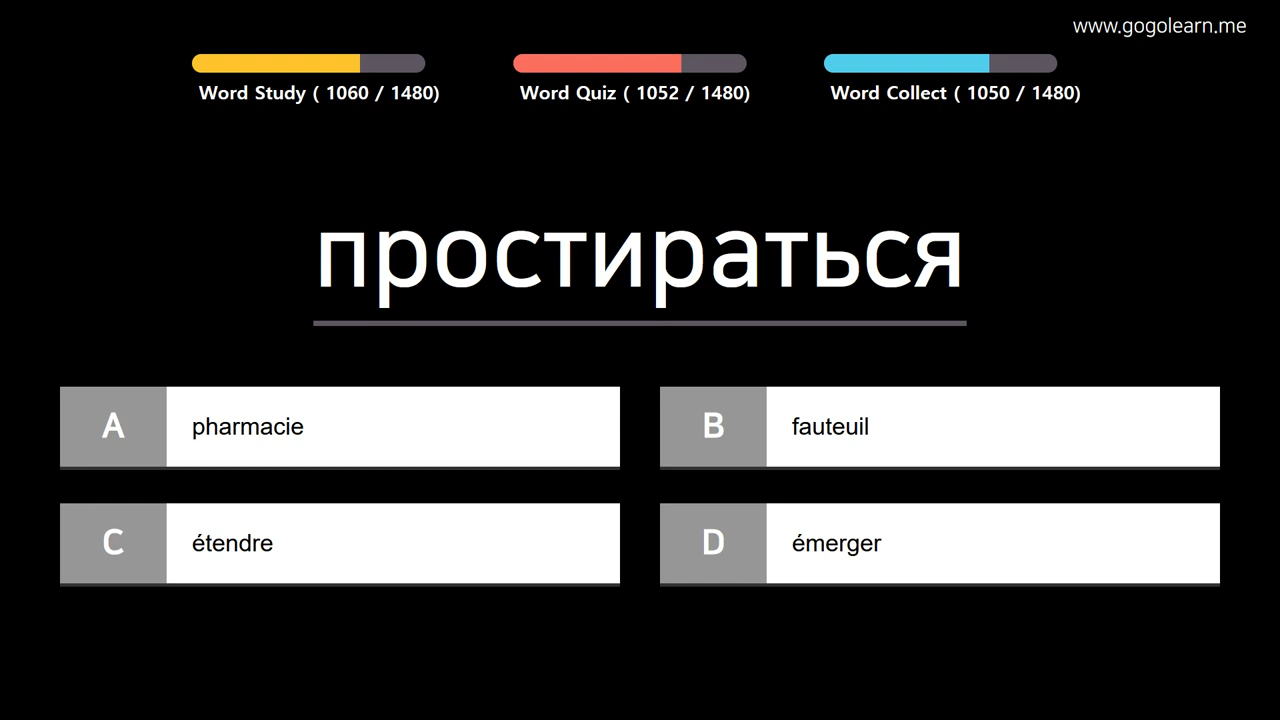 www.gogolearn.me
Word Study ( 1060 / 1480)
Word Quiz ( 1052 / 1480)
Word Collect ( 1050 / 1480)
простираться
A pharmacie
B fauteuil
C étendre
D émerger